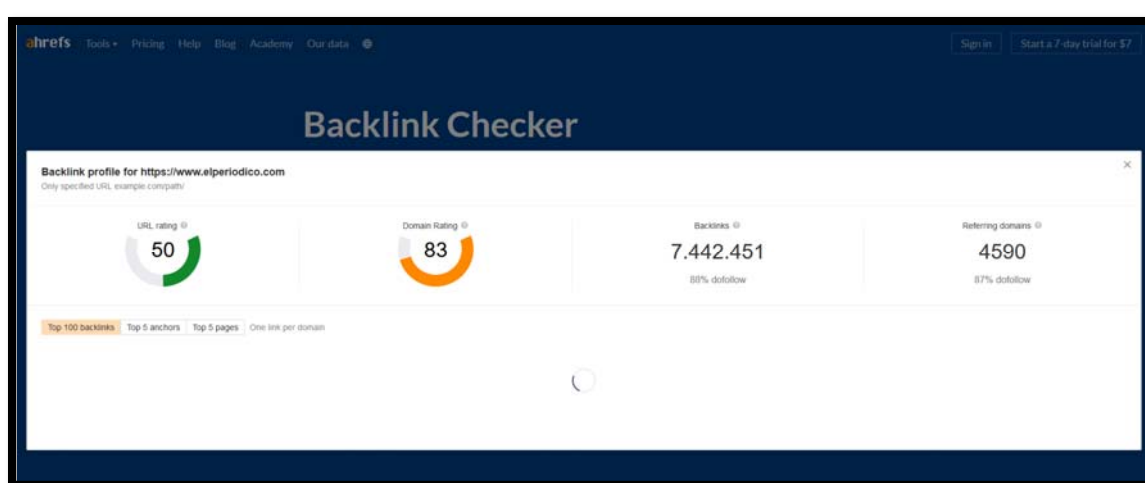 ahrefs Tools Pricing Help Blog Academy Our data Sign in Start a 7-day trial for $7
Backlink Checker
Backlink profile for https://www.elperiodico.com
Only specified URL example.com/path/
URL rating Domain Rating Backlinks Referring domains
50 83 7.442.451 4590
88% dofollow 87% dofollow
Top 100 backlinks Top 5 anchors Top 5 pages One link per domain